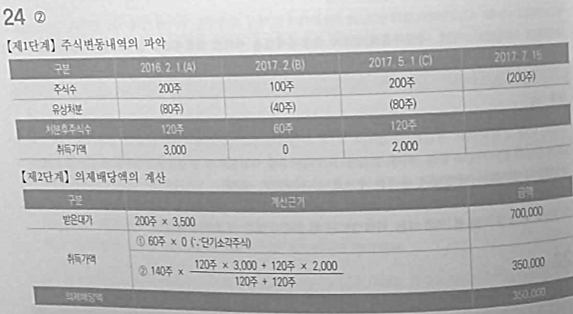 24 ②
【제1단계】 주식변동내역의 파악
구분 2016. 2. 1 (A) 2017. 2 (B) 2017. 5. 1 (C) 2017. 7. 15
주식수 200주 100주 200주 (200주)
유상처분 (80주) (40주) (80주)
처분후주식수 120주 60주 120주
취득가액 3,000 0 2,000
【제2단계】 의제배당액의 계산
구분 계산근거 금액
받은대가 200주 × 3,500 700,000
취득가액 ① 60주 × 0 (∵단기소각주식)
② 140주 × 120주 × 3,000 + 120주 × 2,000 350,000
120주 + 120주
의제배당액 350,000